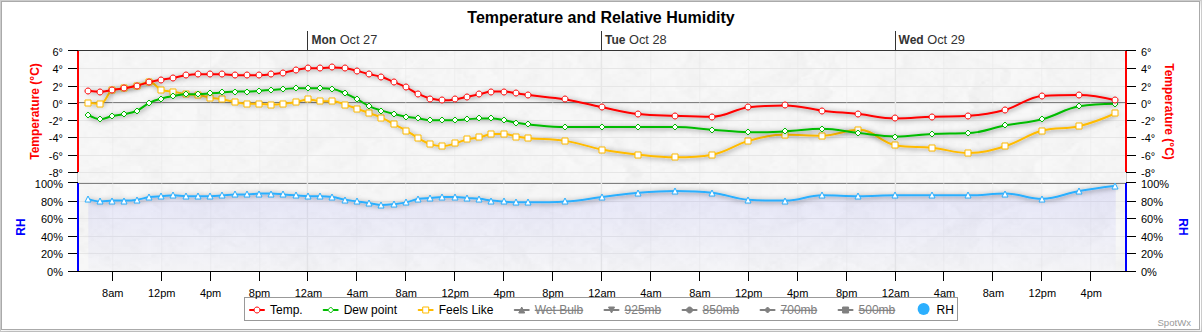 Temperature and Relative Humidity
Mon Oct 27 Tue Oct 28 Wed Oct 29
6° 6°
4° 4°
2° 2°
0° 0°
-2° -2°
-4° -4°
-6° -6°
-8° -8°
Temperature (°C) Temperature (°C)
100% 100%
80% 80%
60% 60%
40% 40%
20% 20%
0% 0%
RH RH
8am 12pm 4pm 8pm 12am 4am 8am 12pm 4pm 8pm 12am 4am 8am 12pm 4pm 8pm 12am 4am 8am 12pm 4pm
Temp. Dew point Feels Like Wet Bulb 925mb 850mb 700mb 500mb RH
SpotWx